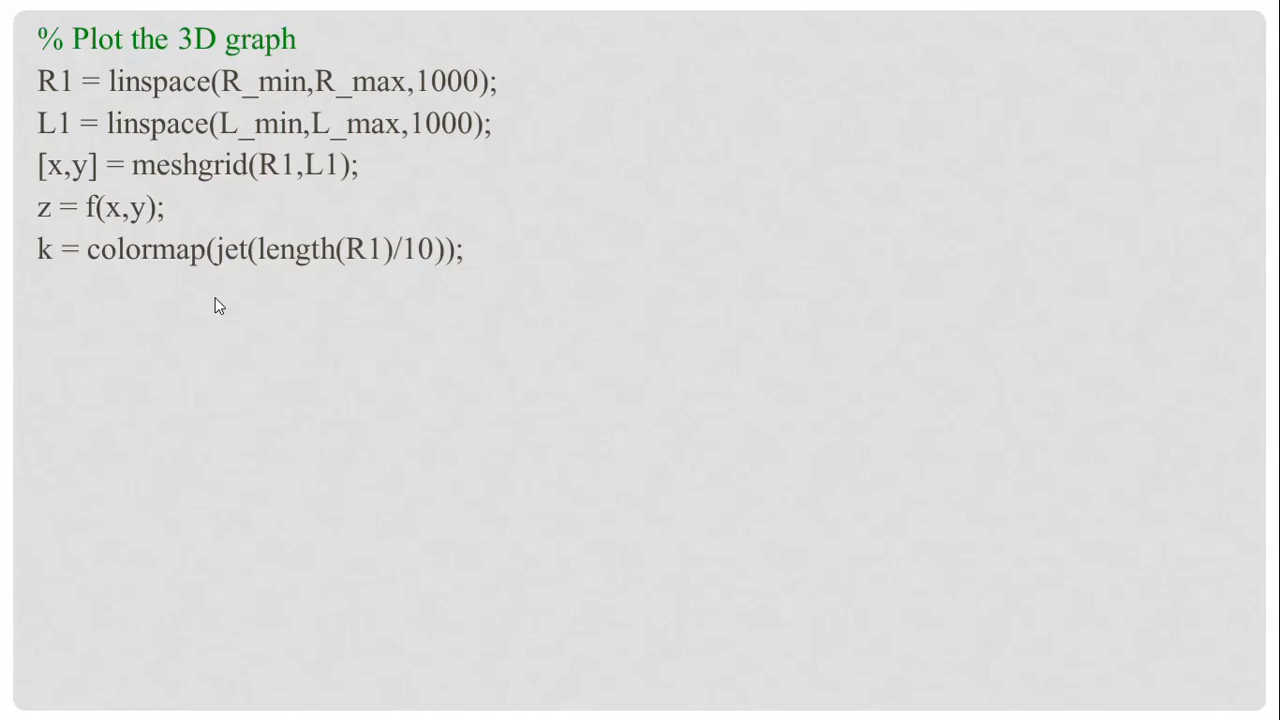 % Plot the 3D graph
R1 = linspace(R_min,R_max,1000);
L1 = linspace(L_min,L_max,1000);
[x,y] = meshgrid(R1,L1);
z = f(x,y);
k = colormap(jet(length(R1)/10));